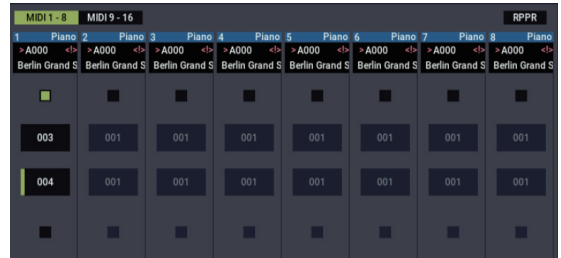 MIDI 1 - 8 MIDI 9 - 16 RPPR
1 Piano 2 Piano 3 Piano 4 Piano 5 Piano 6 Piano 7 Piano 8 Piano
>A000 <!> >A000 <!> >A000 <!> >A000 <!> >A000 <!> >A000 <!> >A000 <!> >A000 <!>
Berlin Grand S Berlin Grand S Berlin Grand S Berlin Grand S Berlin Grand S Berlin Grand S Berlin Grand S Berlin Grand S
003 001 001 001 001 001 001 001
004 001 001 001 001 001 001 001